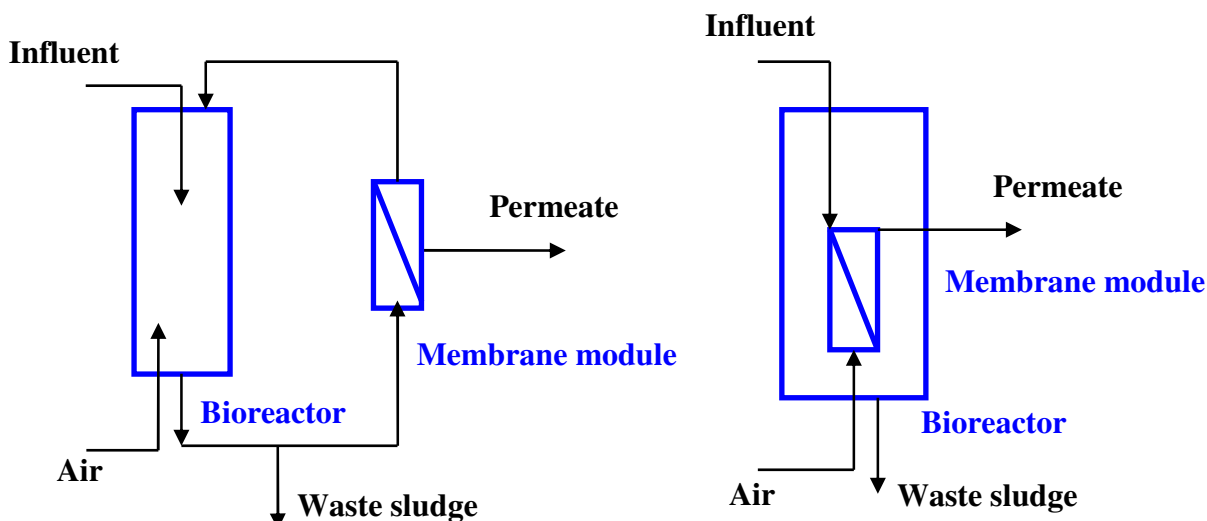 Influent
Permeate
Membrane module
Bioreactor
Air
Waste sludge
Influent
Permeate
Membrane module
Bioreactor
Air
Waste sludge